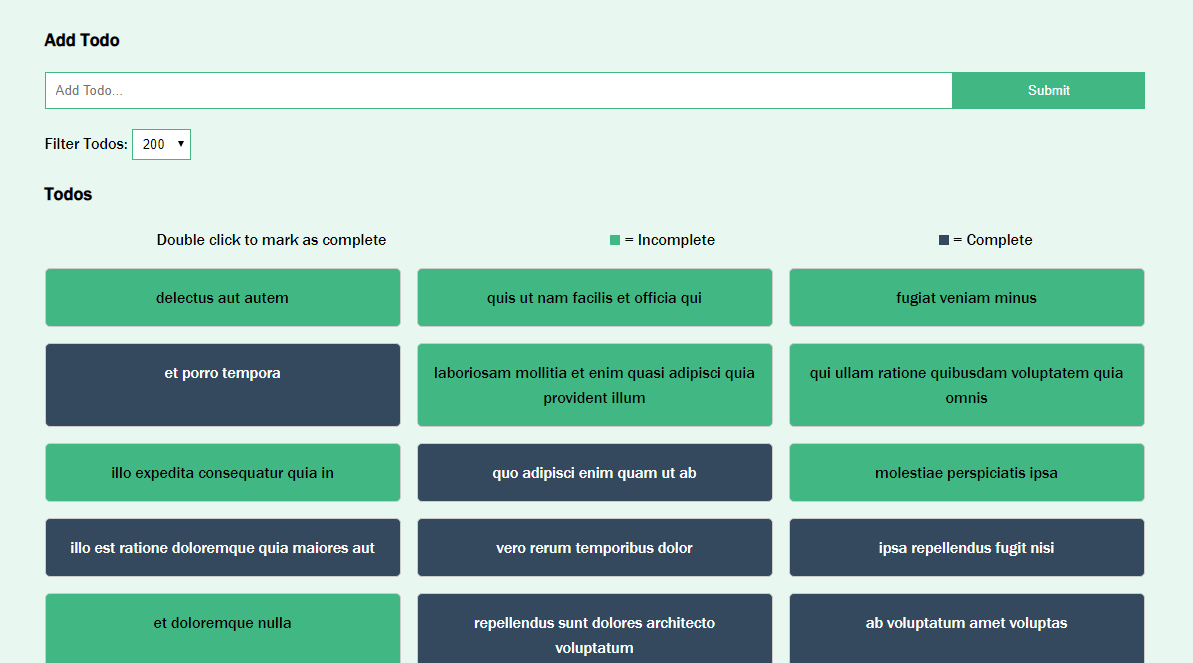 Add Todo
Add Todo...
Submit
Filter Todos: 200
Todos
Double click to mark as complete
= Incomplete
= Complete
delectus aut autem
quis ut nam facilis et officia qui
fugiat veniam minus
et porro tempora
laboriosam mollitia et enim quasi adipisci quia
provident illum
qui ullam ratione quibusdam voluptatem quia
omnis
illo expedita consequatur quia in
quo adipisci enim quam ut ab
molestiae perspiciatis ipsa
illo est ratione doloremque quia maiores aut
vero rerum temporibus dolor
ipsa repellendus fugit nisi
et doloremque nulla
repellendus sunt dolores architecto
voluptatum
ab voluptatum amet voluptas